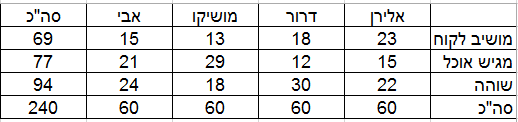 אלירן דרור מושיקו אבי סה"כ
מושיב לקוח 23 18 13 15 69
מגיש אוכל 15 12 29 21 77
שוהה 22 30 18 24 94
סה"כ 60 60 60 60 240